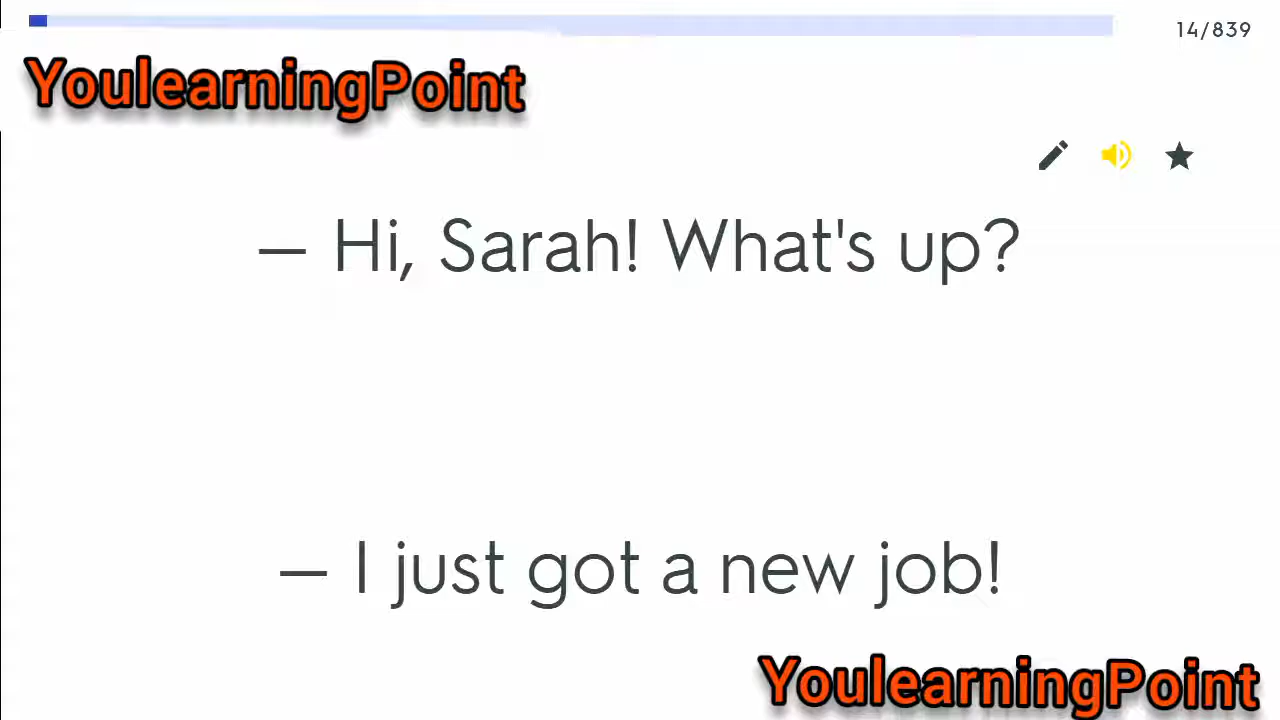 14/839
YoulearningPoint
– Hi, Sarah! What's up?
– I just got a new job!
YoulearningPoint